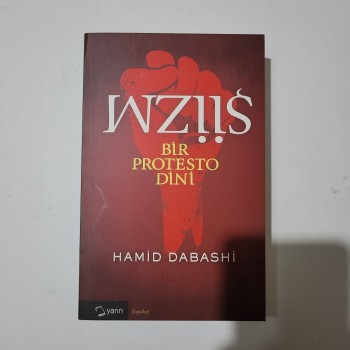 ŞİİZM
BİR
PROTESTO
DİNİ
HAMİD DABASHİ
yarın